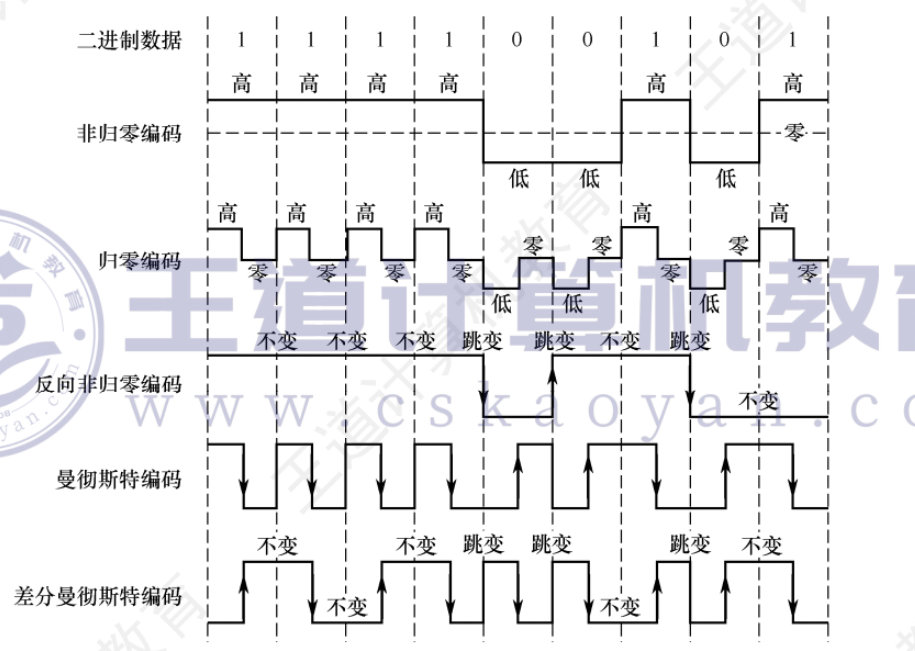 二进制数据 1 1 1 1 0 0 1 0 1
高 高 高 高 高 高
非归零编码 零
低 低 低
高 高 高 高 高 高
零 零 零
归零编码 零 零 零 零 零 零
低 低 低
王道计算机教育
不变 不变 不变 跳变 跳变 不变 跳变
反向非归零编码
不变
www.cskaoyan.co
曼彻斯特编码
不变 不变 跳变 跳变 跳变 不变
差分曼彻斯特编码 不变 不变